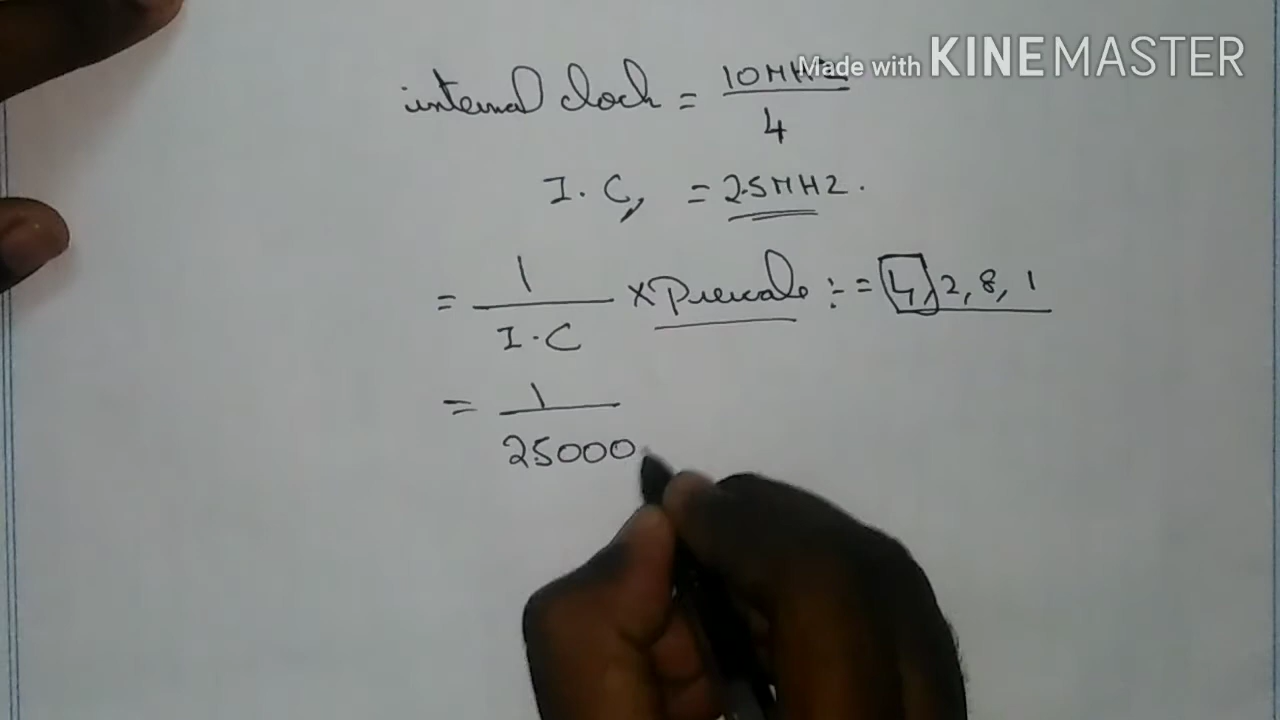 Made with KINEMASTER
internal clock = 10MHZ / 4
I.C, = 2.5MHZ.
= 1 / I.C × Prescale :- = 4, 2, 8, 1
= 1 / 25000